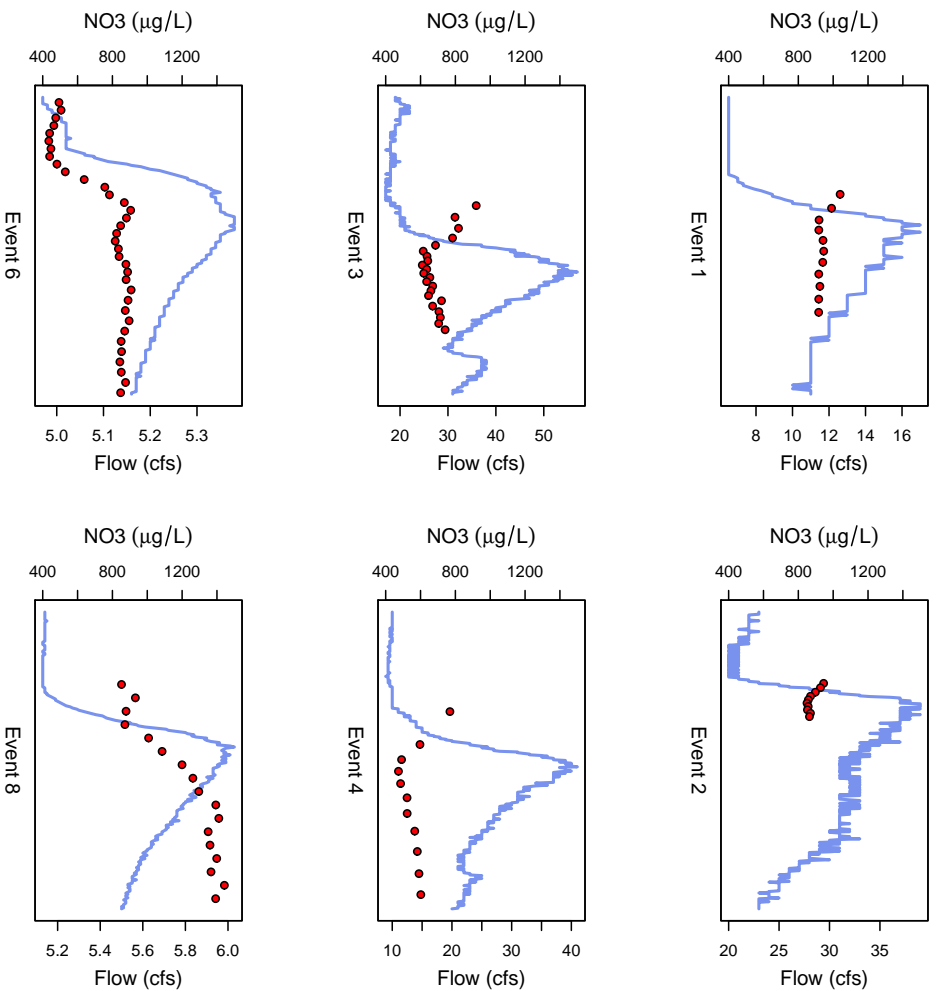 NO3 (μg/L)
400 800 1200
Event 6
5.0 5.1 5.2 5.3
Flow (cfs)
NO3 (μg/L)
400 800 1200
Event 3
20 30 40 50
Flow (cfs)
NO3 (μg/L)
400 800 1200
Event 1
8 10 12 14 16
Flow (cfs)
NO3 (μg/L)
400 800 1200
Event 8
5.2 5.6 5.8 6.0
Flow (cfs)
NO3 (μg/L)
400 800 1200
Event 4
10 20 30 40
Flow (cfs)
NO3 (μg/L)
400 800 1200
Event 2
20 25 30 35
Flow (cfs)